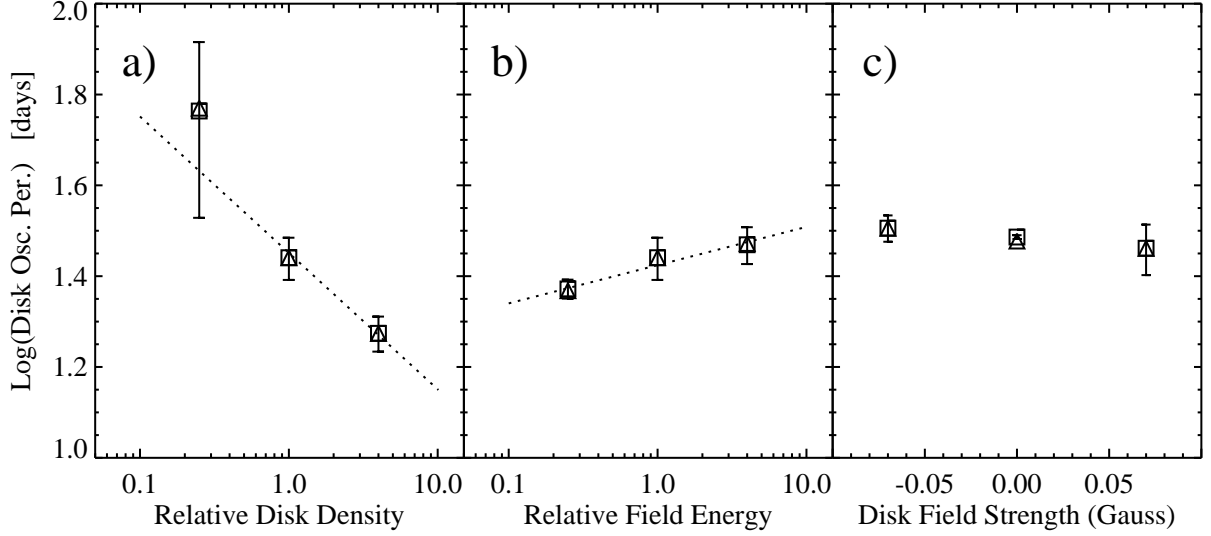 a) b) c)
Log(Disk Osc. Per.) [days]
2.0
1.8
1.6
1.4
1.2
1.0
0.1 1.0 10.0 0.1 1.0 10.0 -0.05 0.00 0.05
Relative Disk Density Relative Field Energy Disk Field Strength (Gauss)